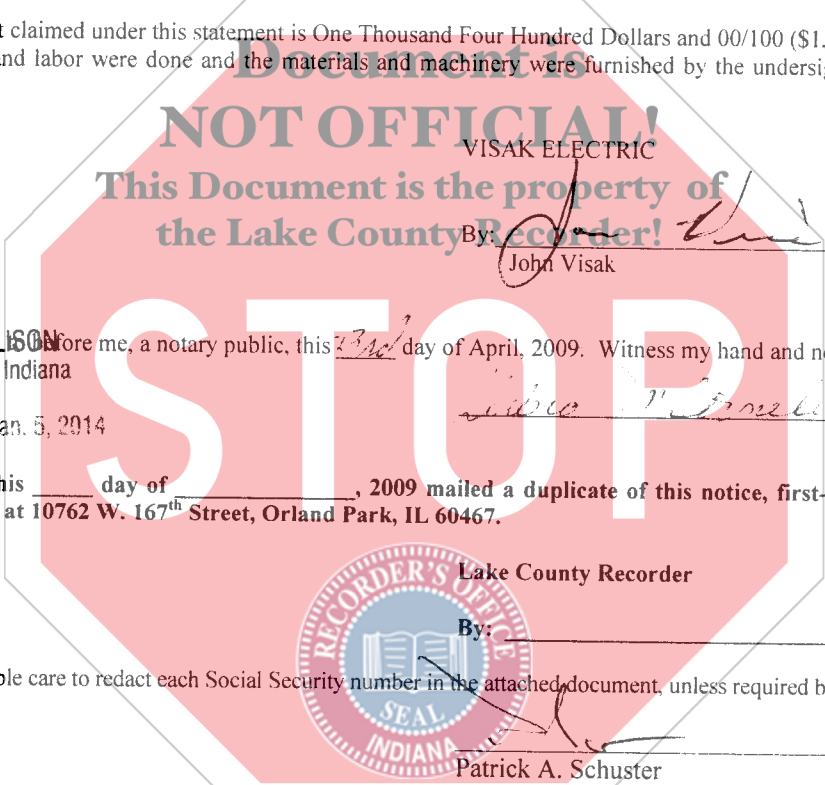 t claimed under this statement is One Thousand Four Hundred Dollars and 00/100 ($1.
nd labor were done and the materials and machinery were furnished by the undersig
Document is
NOT OFFICIAL!
This Document is the property of
the Lake County Recorder!
VISAK ELECTRIC
By:
John Visak
STOP
LISON
before me, a notary public, this 23rd day of April, 2009. Witness my hand and no
Indiana
an. 5, 2014
his ____ day of ____________, 2009 mailed a duplicate of this notice, first-
at 10762 W. 167th Street, Orland Park, IL 60467.
Lake County Recorder
By:
RECORDER'S OFFICE
SEAL
INDIANA
ble care to redact each Social Security number in the attached document, unless required b
Patrick A. Schuster